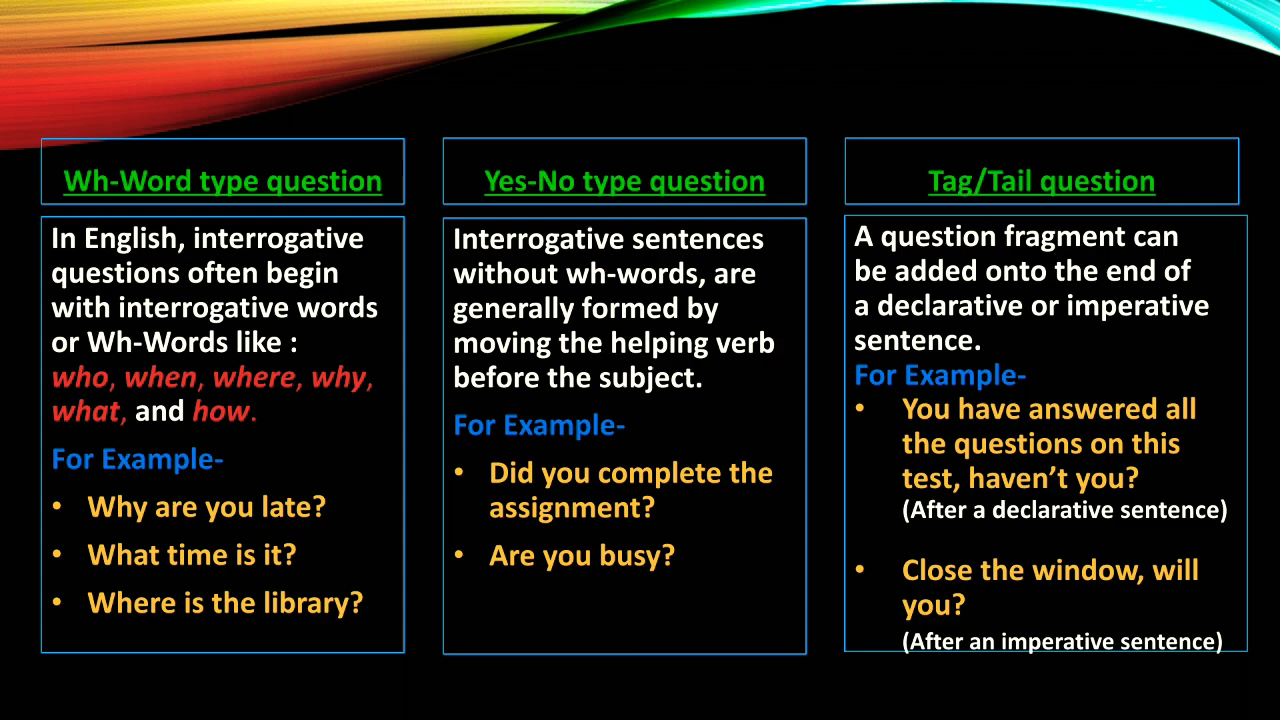 Wh-Word type question
In English, interrogative
questions often begin
with interrogative words
or Wh-Words like :
who, when, where, why,
what, and how.
For Example-
• Why are you late?
• What time is it?
• Where is the library?
Yes-No type question
Interrogative sentences
without wh-words, are
generally formed by
moving the helping verb
before the subject.
For Example-
• Did you complete the
assignment?
• Are you busy?
Tag/Tail question
A question fragment can
be added onto the end of
a declarative or imperative
sentence.
For Example-
• You have answered all
the questions on this
test, haven’t you?
(After a declarative sentence)
• Close the window, will
you?
(After an imperative sentence)